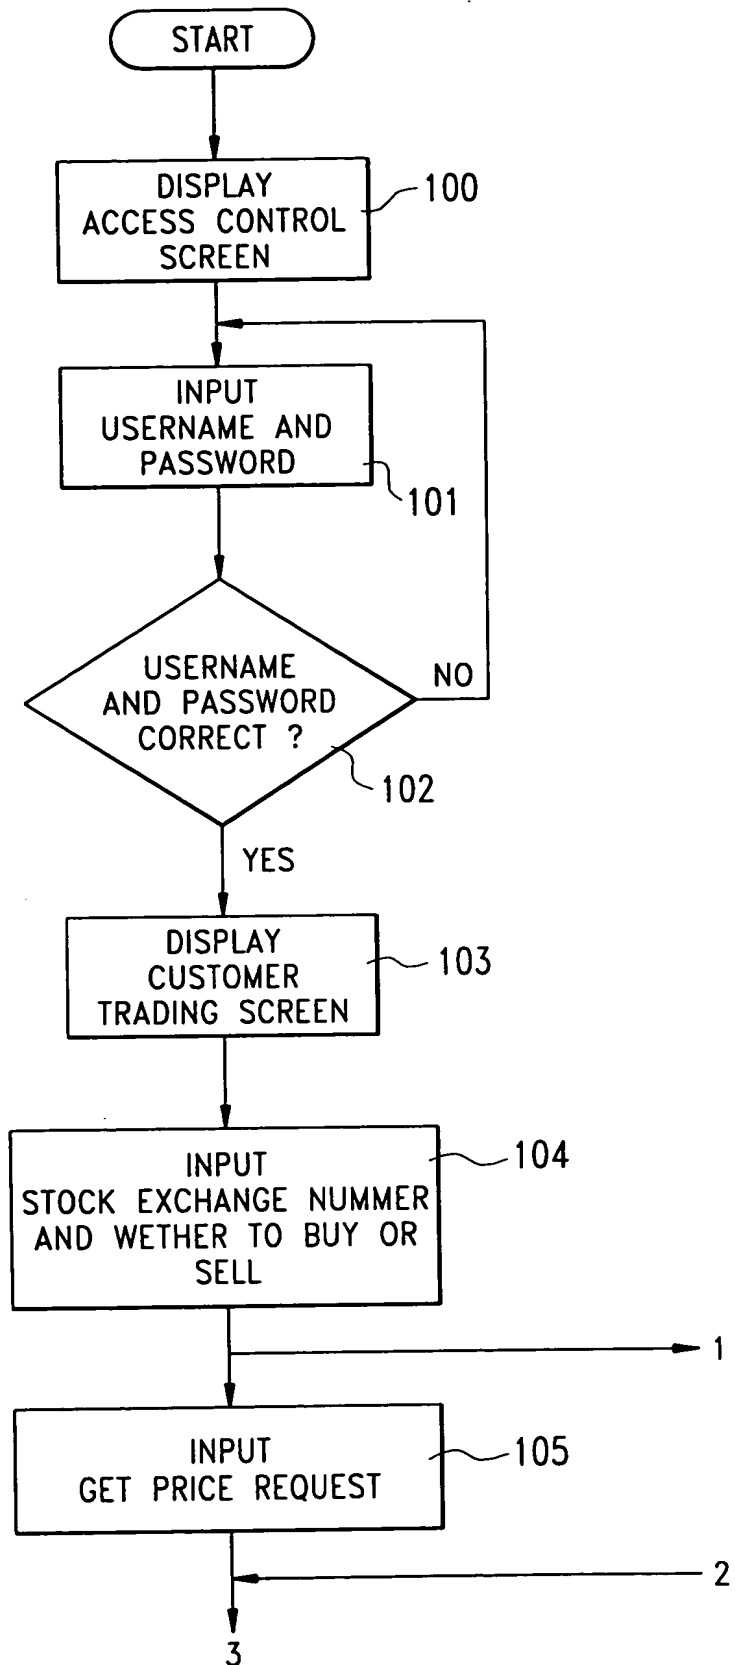 START
DISPLAY
ACCESS CONTROL
SCREEN
100
INPUT
USERNAME AND
PASSWORD
101
USERNAME
AND PASSWORD
CORRECT ?
NO
102
YES
DISPLAY
CUSTOMER
TRADING SCREEN
103
INPUT
STOCK EXCHANGE NUMMER
AND WETHER TO BUY OR
SELL
104
1
INPUT
GET PRICE REQUEST
105
2
3